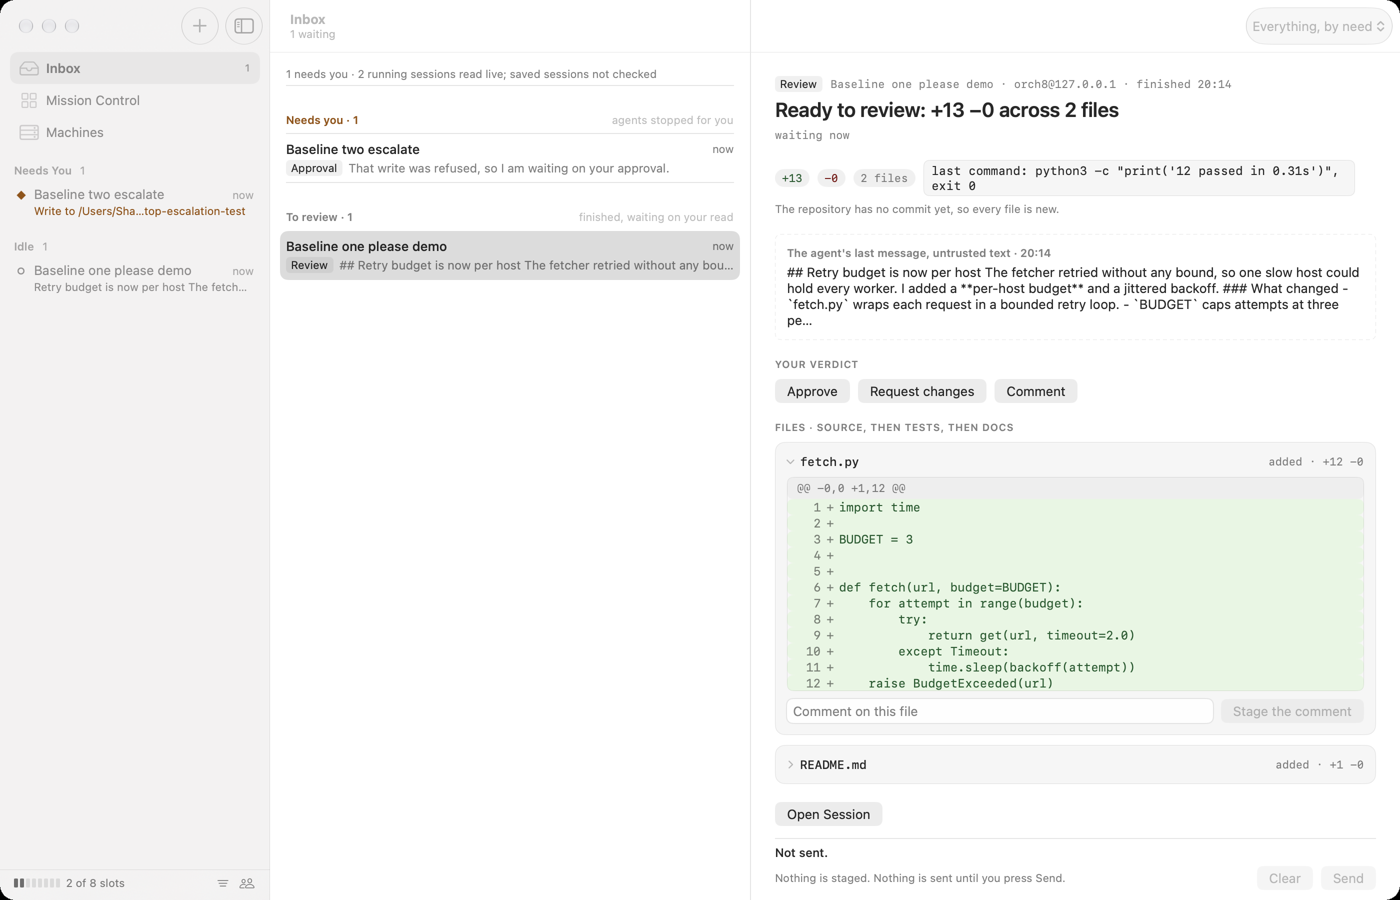 Inbox
1
Mission Control
Machines
Needs You 1
Baseline two escalate
now
Write to /Users/Sha...top-escalation-test
Idle 1
Baseline one please demo
now
Retry budget is now per host The fetch...
2 of 8 slots
Inbox
1 waiting
1 needs you · 2 running sessions read live; saved sessions not checked
Needs you · 1
agents stopped for you
Baseline two escalate
now
Approval That write was refused, so I am waiting on your approval.
To review · 1
finished, waiting on your read
Baseline one please demo
now
Review ## Retry budget is now per host The fetcher retried without any bou...
Everything, by need
Review Baseline one please demo · orch8@127.0.0.1 · finished 20:14
Ready to review: +13 −0 across 2 files
waiting now
+13 −0 2 files
last command: python3 -c "print('12 passed in 0.31s')",
exit 0
The repository has no commit yet, so every file is new.
The agent's last message, untrusted text · 20:14
## Retry budget is now per host The fetcher retried without any bound, so one slow host could
hold every worker. I added a **per-host budget** and a jittered backoff. ### What changed -
`fetch.py` wraps each request in a bounded retry loop. - `BUDGET` caps attempts at three
pe...
YOUR VERDICT
Approve Request changes Comment
FILES · SOURCE, THEN TESTS, THEN DOCS
fetch.py
added · +12 −0
@@ −0,0 +1,12 @@
1 + import time
2 +
3 + BUDGET = 3
4 +
5 +
6 + def fetch(url, budget=BUDGET):
7 +     for attempt in range(budget):
8 +         try:
9 +             return get(url, timeout=2.0)
10 +         except Timeout:
11 +             time.sleep(backoff(attempt))
12 +     raise BudgetExceeded(url)
Comment on this file
Stage the comment
README.md
added · +1 −0
Open Session
Not sent.
Nothing is staged. Nothing is sent until you press Send.
Clear Send